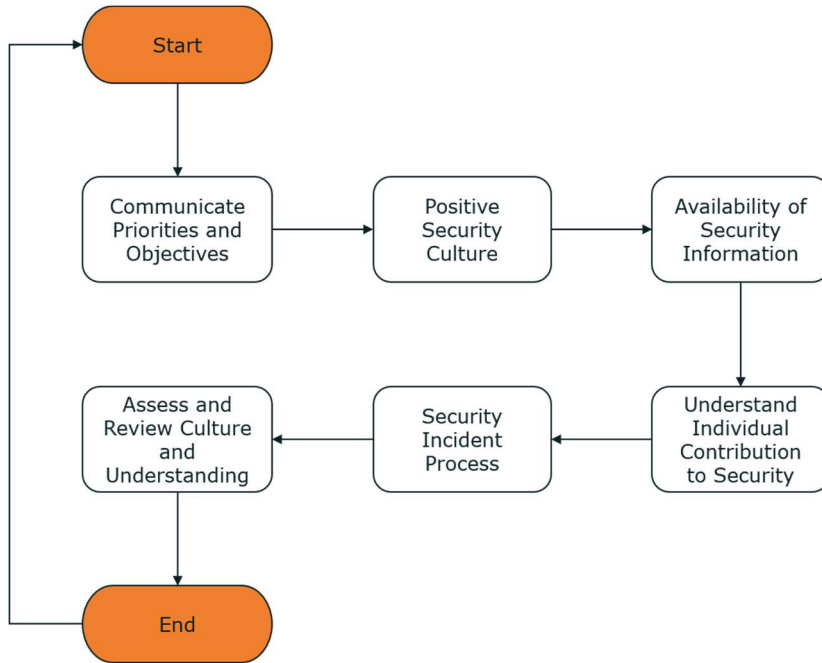 Start
Communicate
Priorities and
Objectives
Positive
Security
Culture
Availability of
Security
Information
Understand
Individual
Contribution
to Security
Security
Incident
Process
Assess and
Review Culture
and
Understanding
End